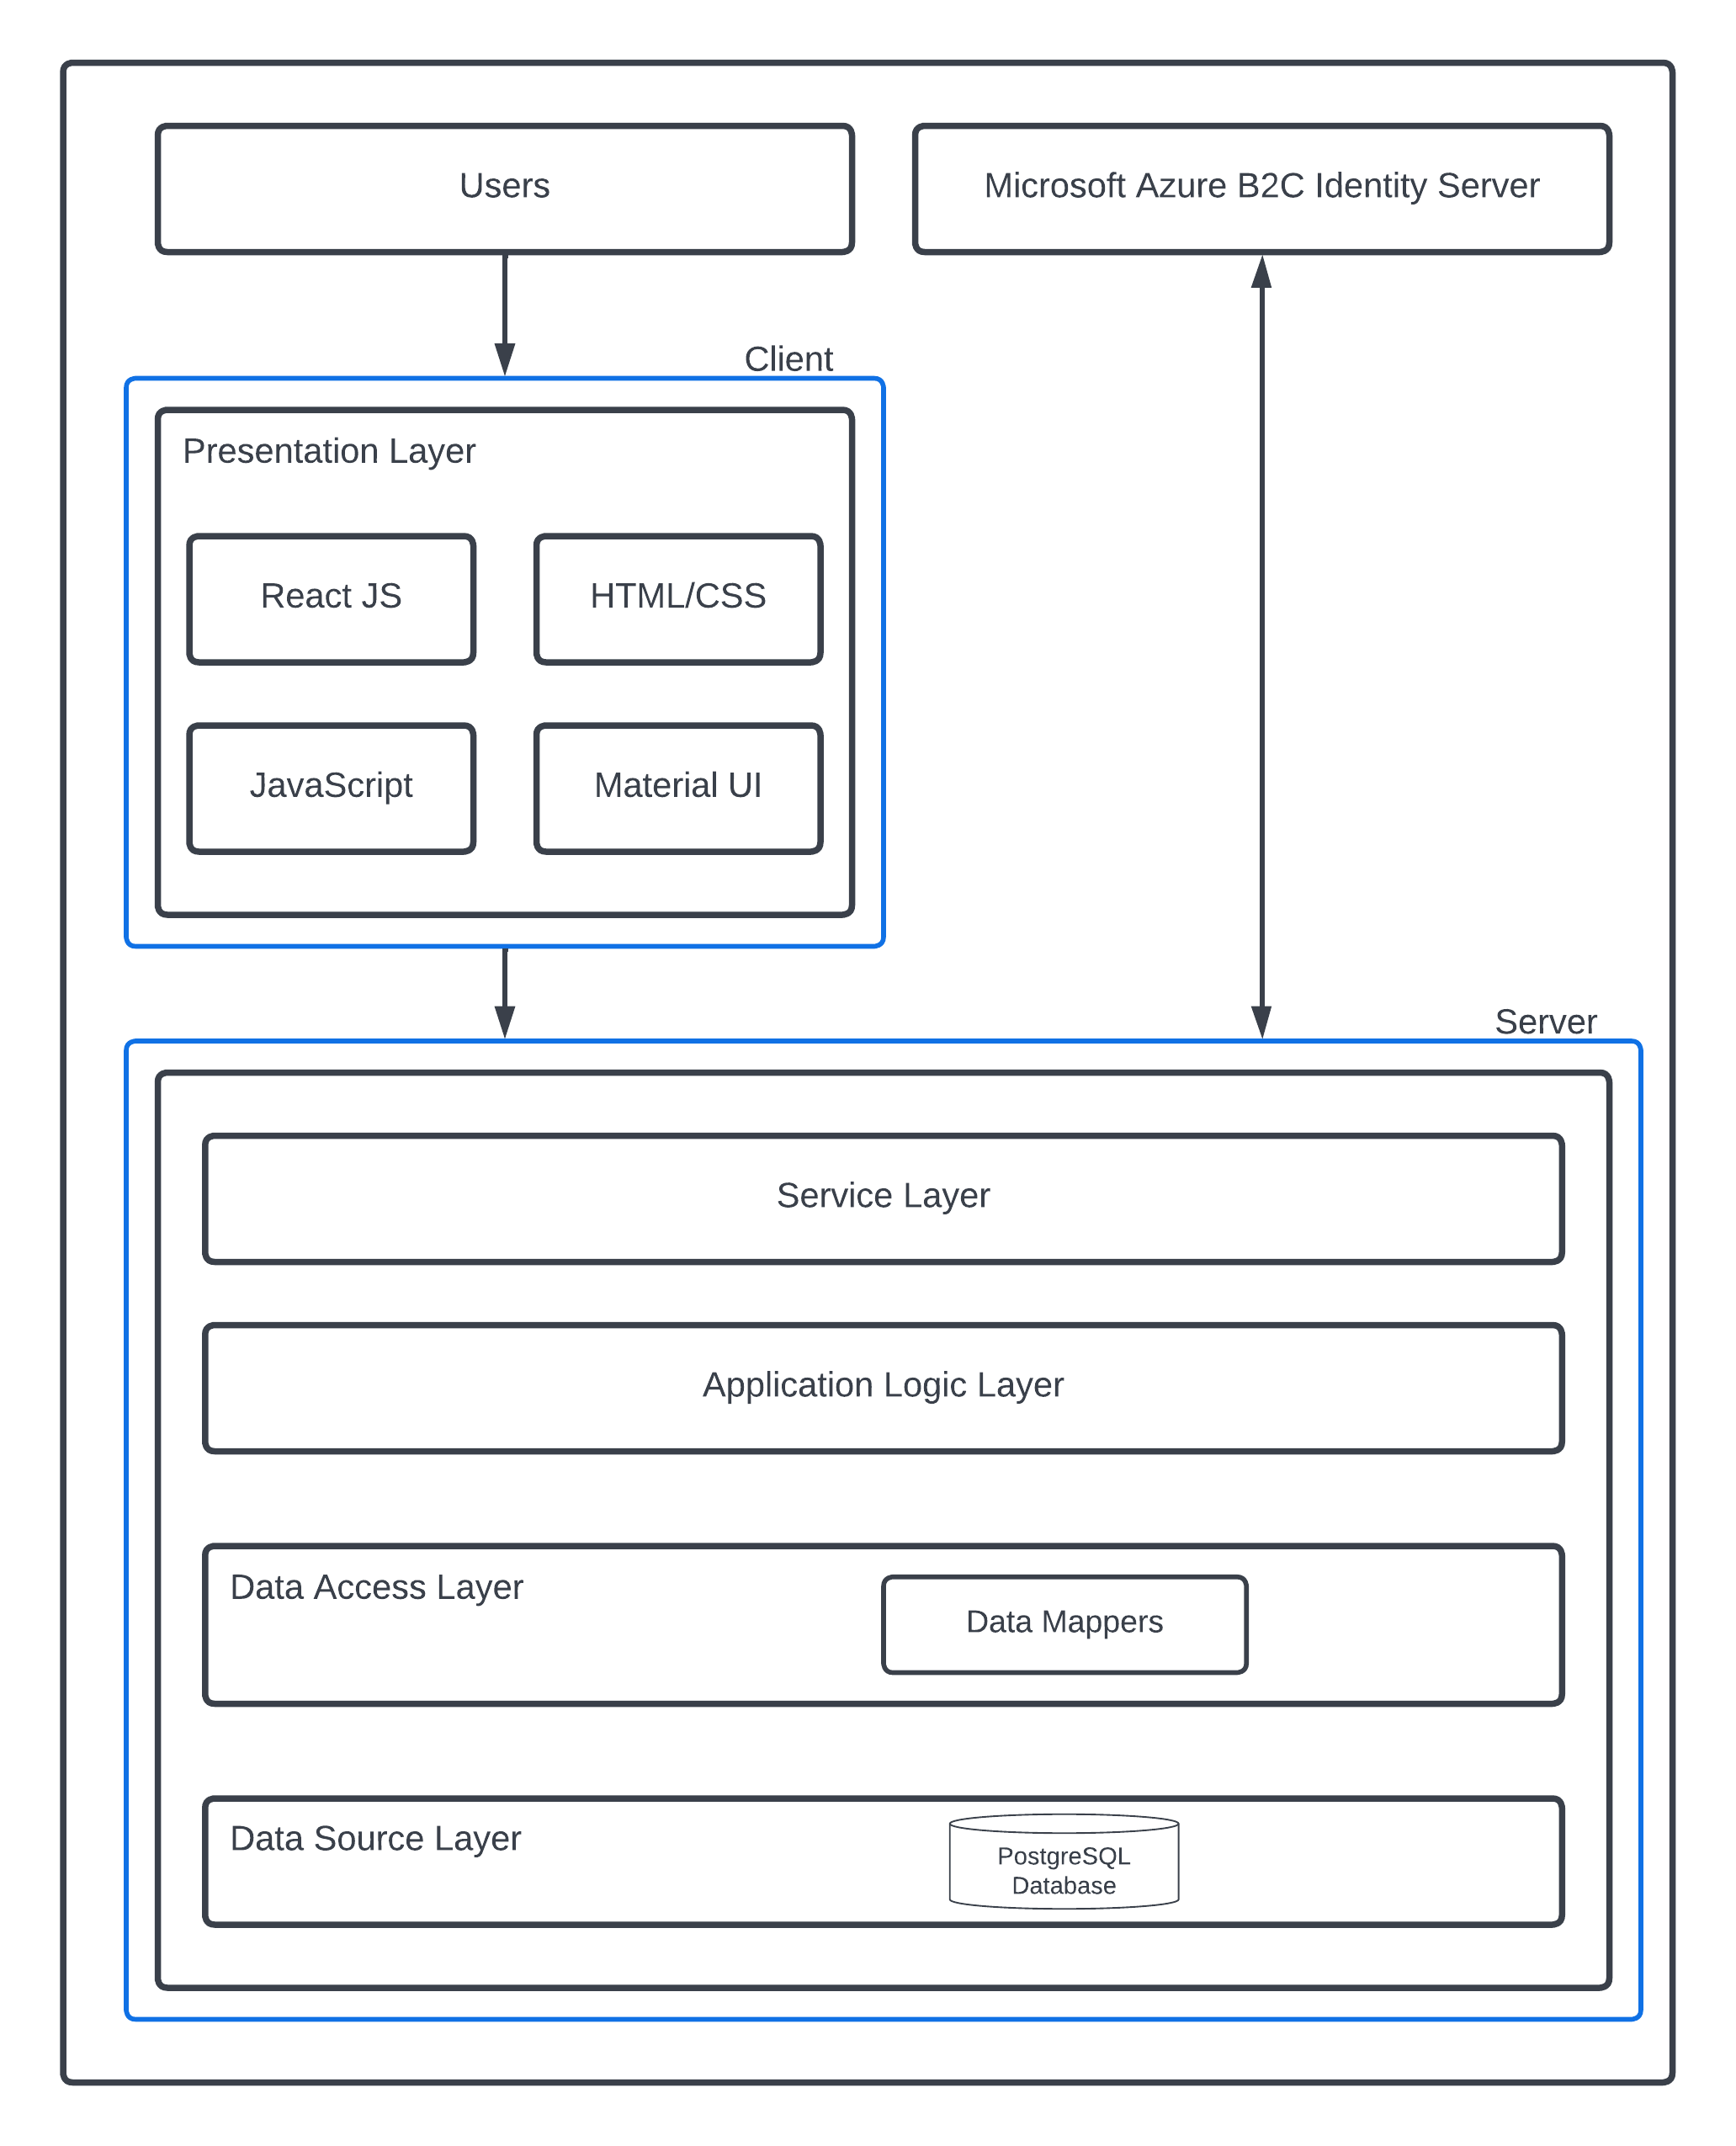 Users
Microsoft Azure B2C Identity Server
Client
Presentation Layer
React JS
HTML/CSS
JavaScript
Material UI
Server
Service Layer
Application Logic Layer
Data Access Layer
Data Mappers
Data Source Layer
PostgreSQL
Database